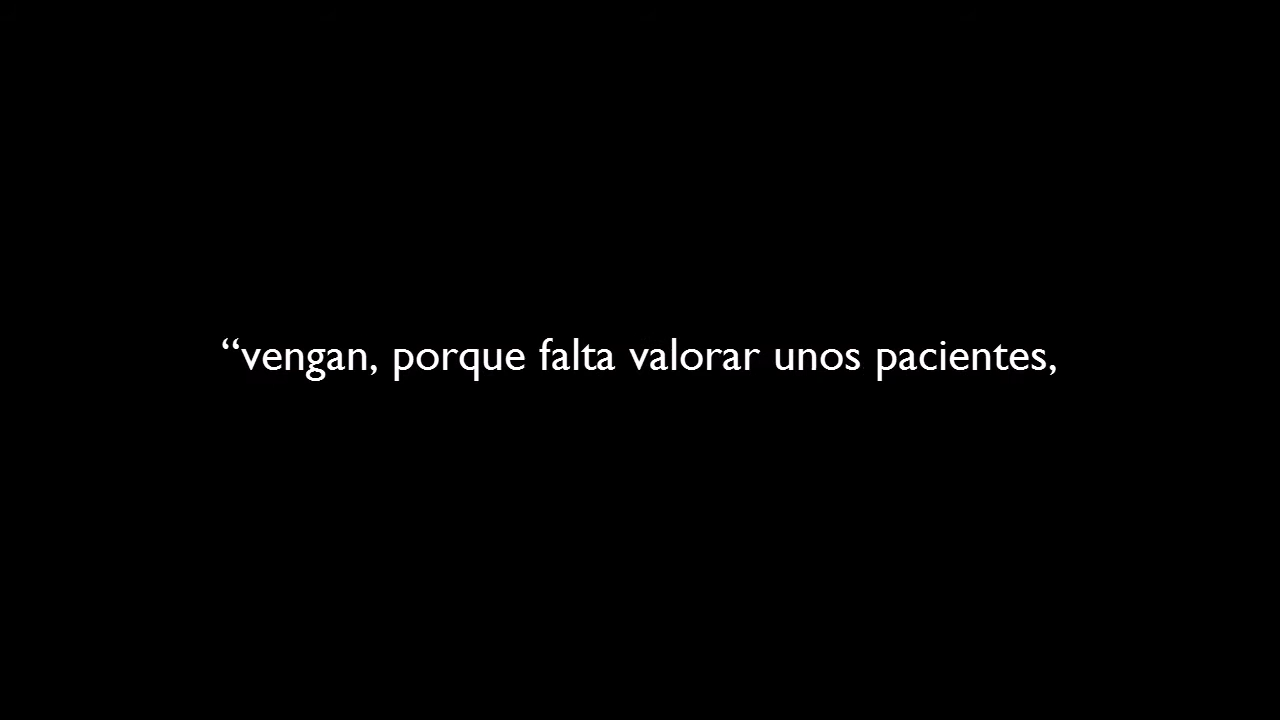 “vengan, porque falta valorar unos pacientes,